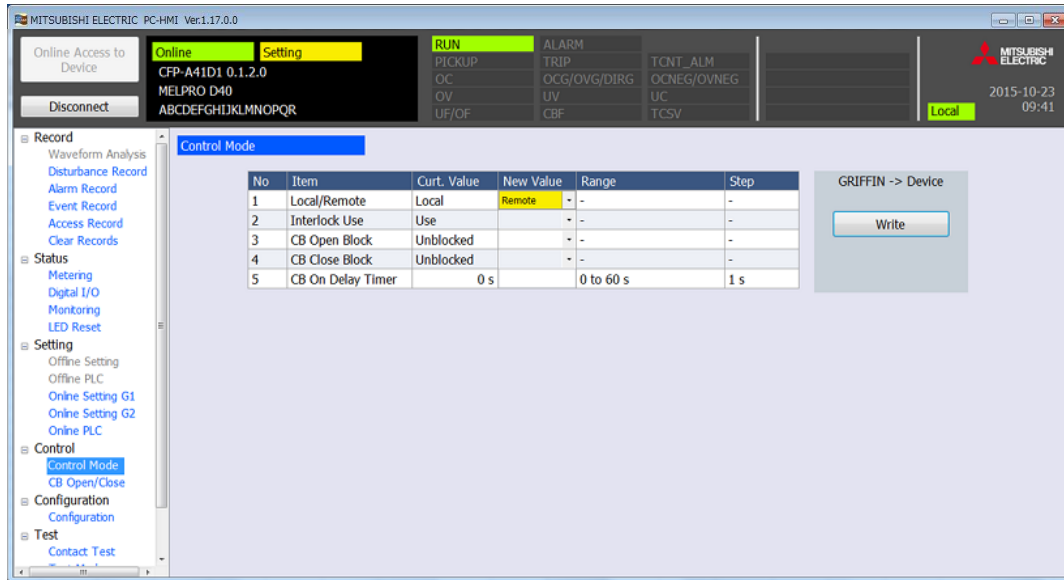 MITSUBISHI ELECTRIC PC-HMI Ver.1.17.0.0
Online Access to
Device
Disconnect
Online Setting
CFP-A41D1 0.1.2.0
MELPRO D40
ABCDEFGHIJKLMNOPQR
RUN ALARM
PICKUP TRIP TCNT_ALM
OC OCG/OVG/DIRG OCNEG/OVNEG
OV UV UC
UF/OF CBF TCSV
MITSUBISHI
ELECTRIC
2015-10-23
Local 09:41
Record
Waveform Analysis
Disturbance Record
Alarm Record
Event Record
Access Record
Clear Records
Status
Metering
Digital I/O
Monitoring
LED Reset
Setting
Offline Setting
Offline PLC
Online Setting G1
Online Setting G2
Online PLC
Control
Control Mode
CB Open/Close
Configuration
Configuration
Test
Contact Test
Control Mode
No Item Curt. Value New Value Range Step
1 Local/Remote Local Remote - -
2 Interlock Use Use - -
3 CB Open Block Unblocked - -
4 CB Close Block Unblocked - -
5 CB On Delay Timer 0 s 0 to 60 s 1 s
GRIFFIN -> Device
Write